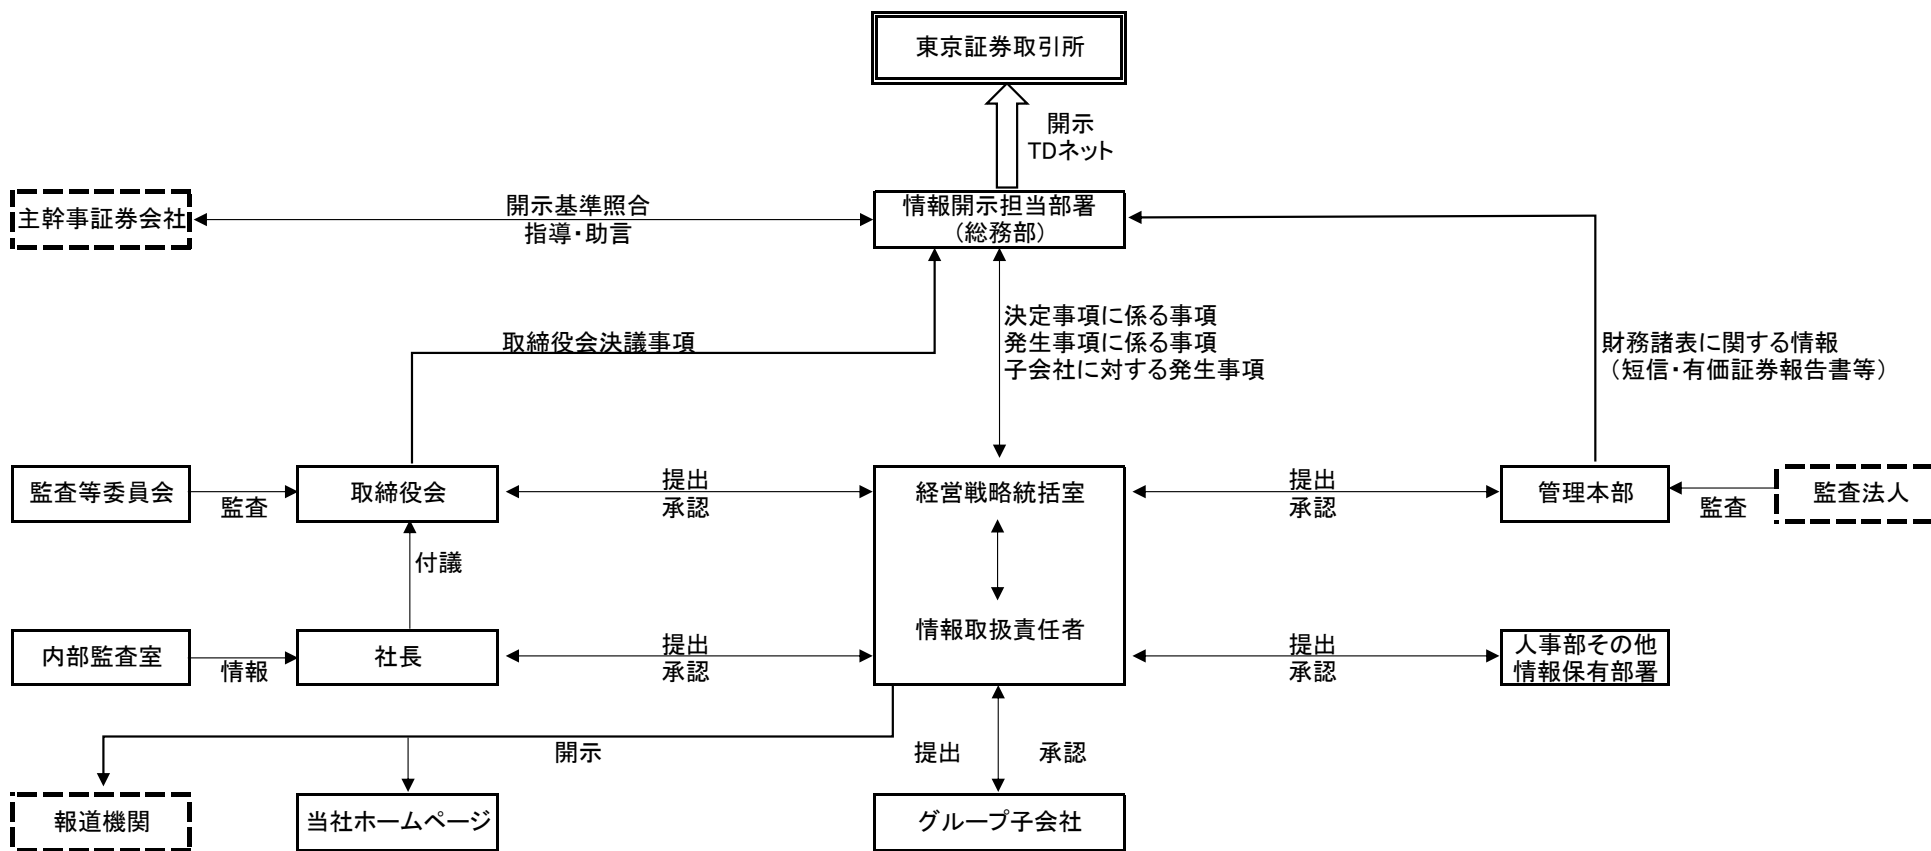 東京証券取引所
開示
TDネット
主幹事証券会社
開示基準照合
指導・助言
情報開示担当部署
（総務部）
取締役会決議事項
決定事項に係る事項
発生事項に係る事項
子会社に対する発生事項
財務諸表に関する情報
（短信・有価証券報告書等）
監査等委員会
監査
取締役会
提出
承認
経営戦略統括室
提出
承認
管理本部
監査
監査法人
付議
内部監査室
情報
社長
提出
承認
情報取扱責任者
提出
承認
人事部その他
情報保有部署
開示
提出
承認
報道機関
当社ホームページ
グループ子会社